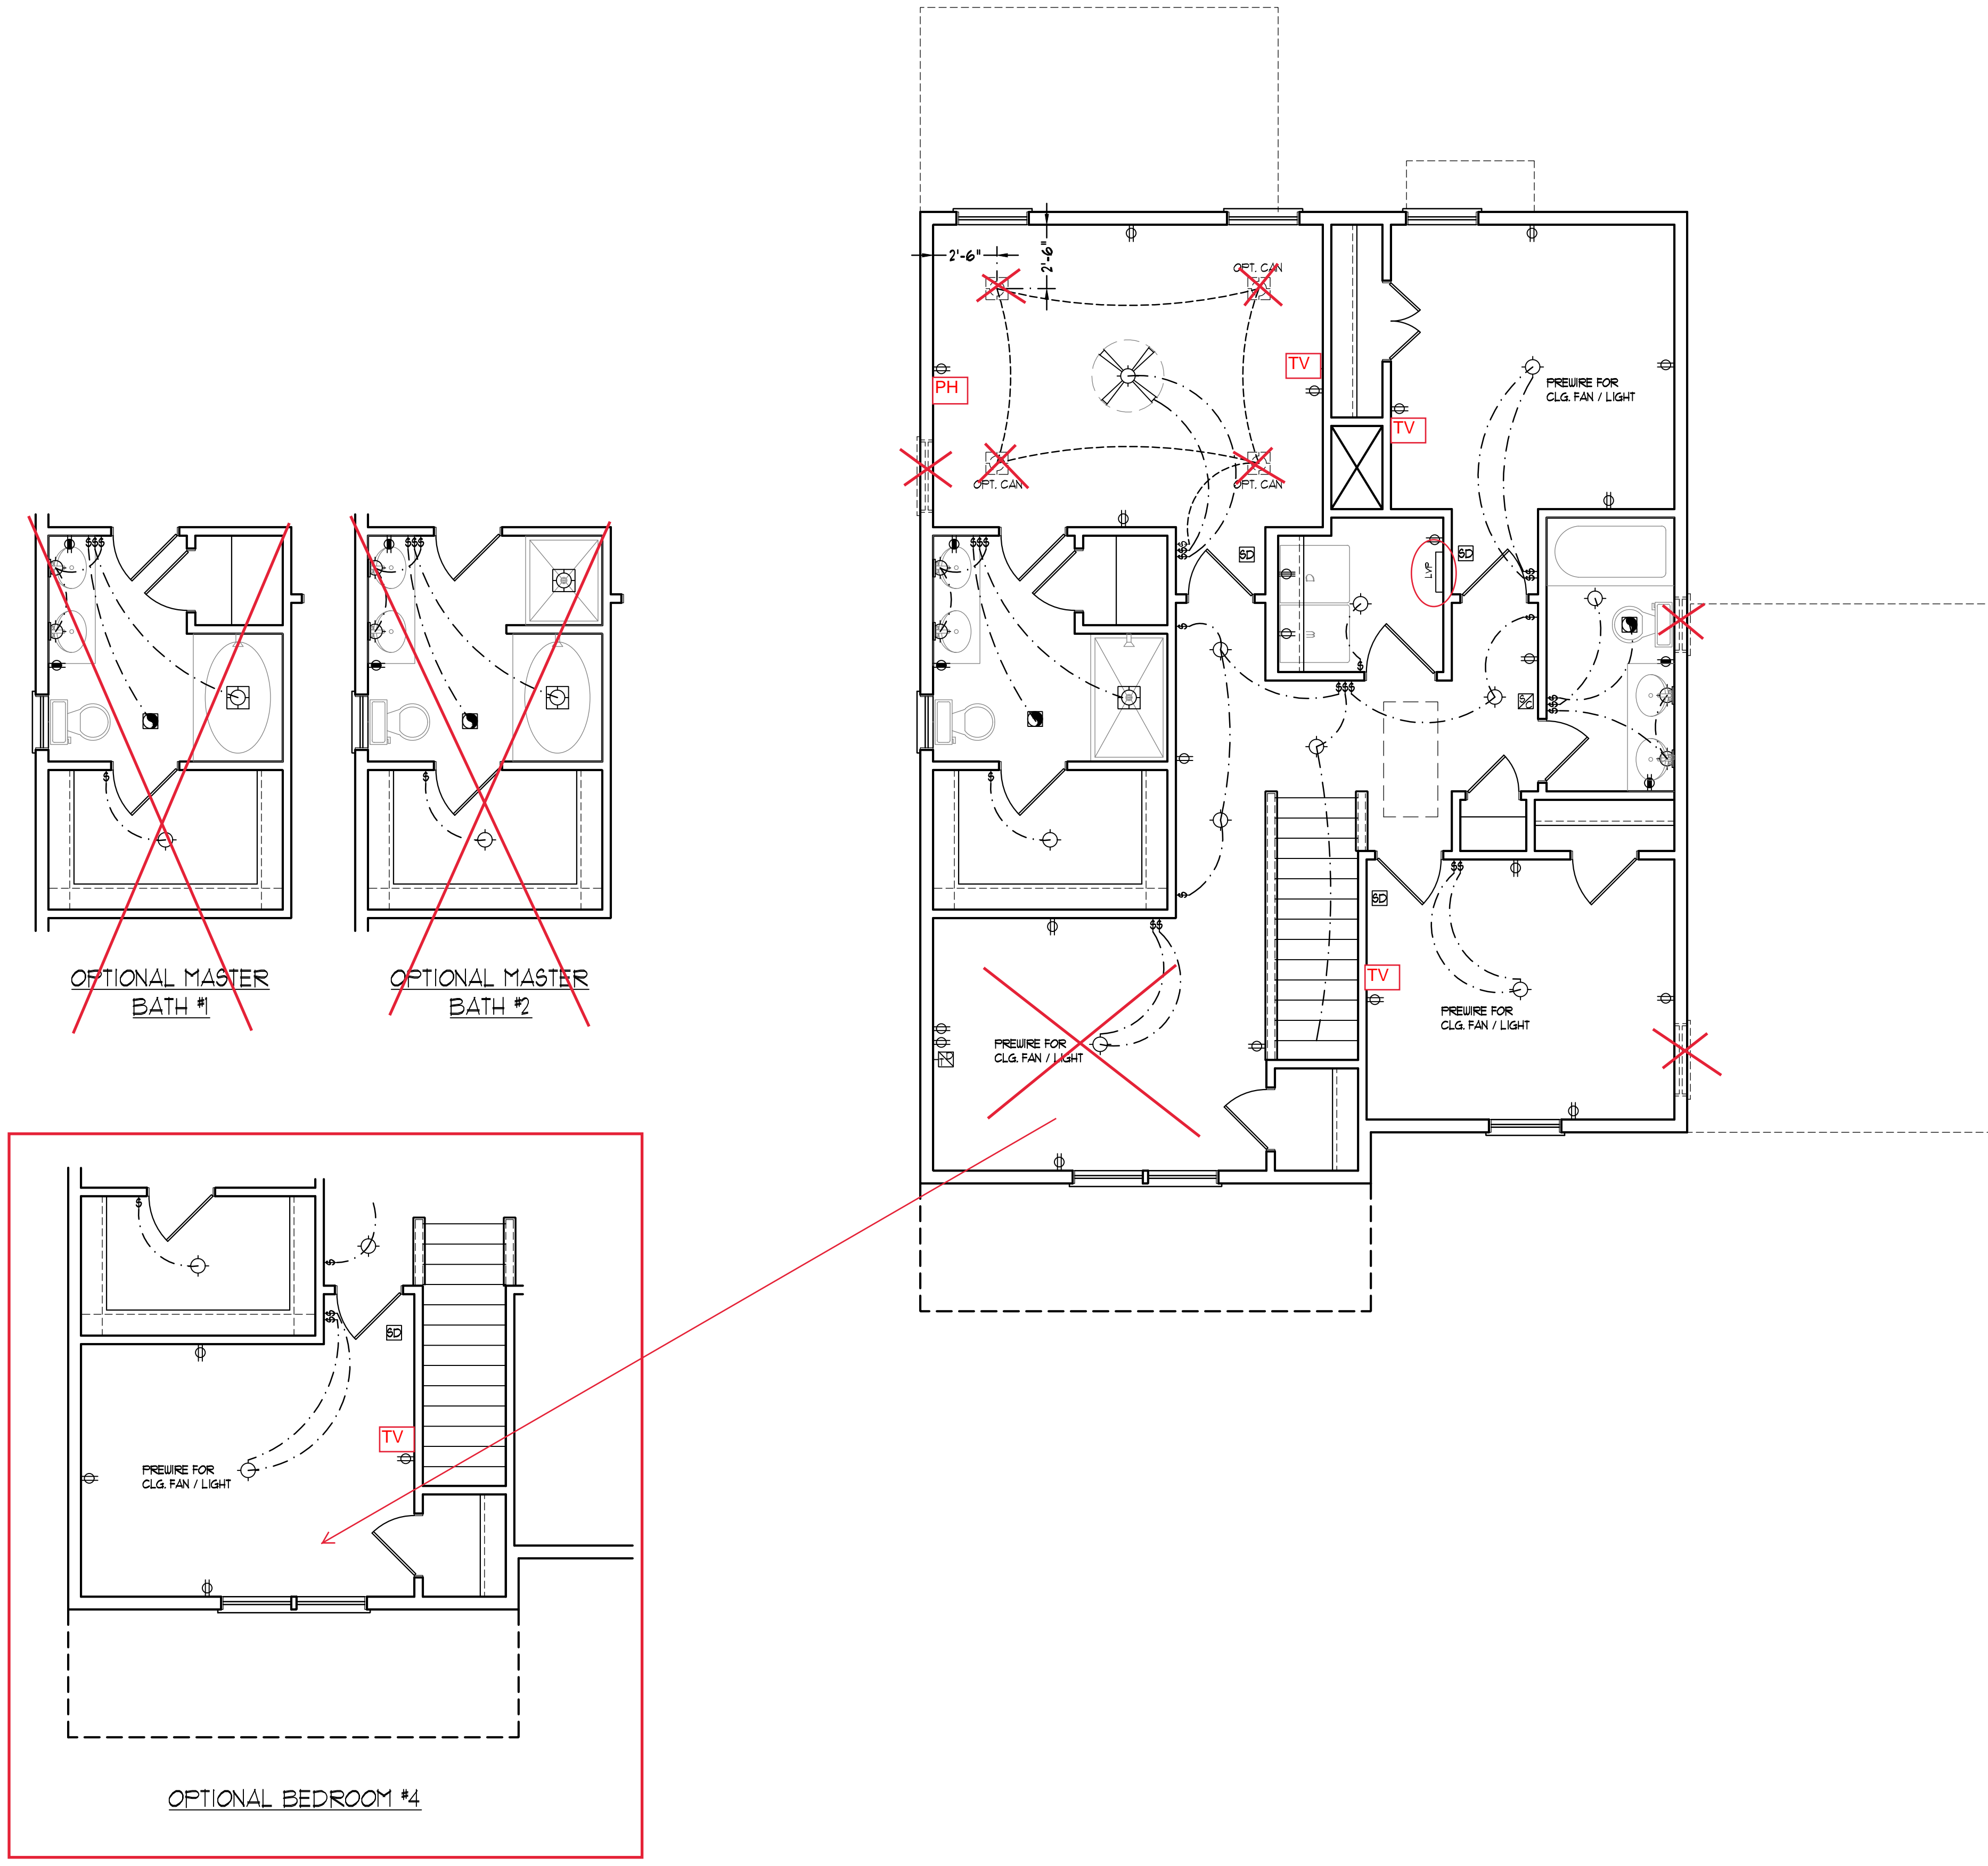 2'-6"
2'-6"
OPT. CAN
TV
PH
TV
PREWIRE FOR
CLG. FAN / LIGHT
OPT. CAN
OPT. CAN
$$$
$$$
$$$
$$$
SD
SD
LVP
D
W
$$
$
$
$
$$$
S/C
$$$
$
$
$
$
$$
SD
$$
TV
PREWIRE FOR
CLG. FAN / LIGHT
PREWIRE FOR
CLG. FAN / LIGHT
OPTIONAL MASTER
BATH #1
OPTIONAL MASTER
BATH #2
$
$
$$
SD
TV
PREWIRE FOR
CLG. FAN / LIGHT
OPTIONAL BEDROOM #4